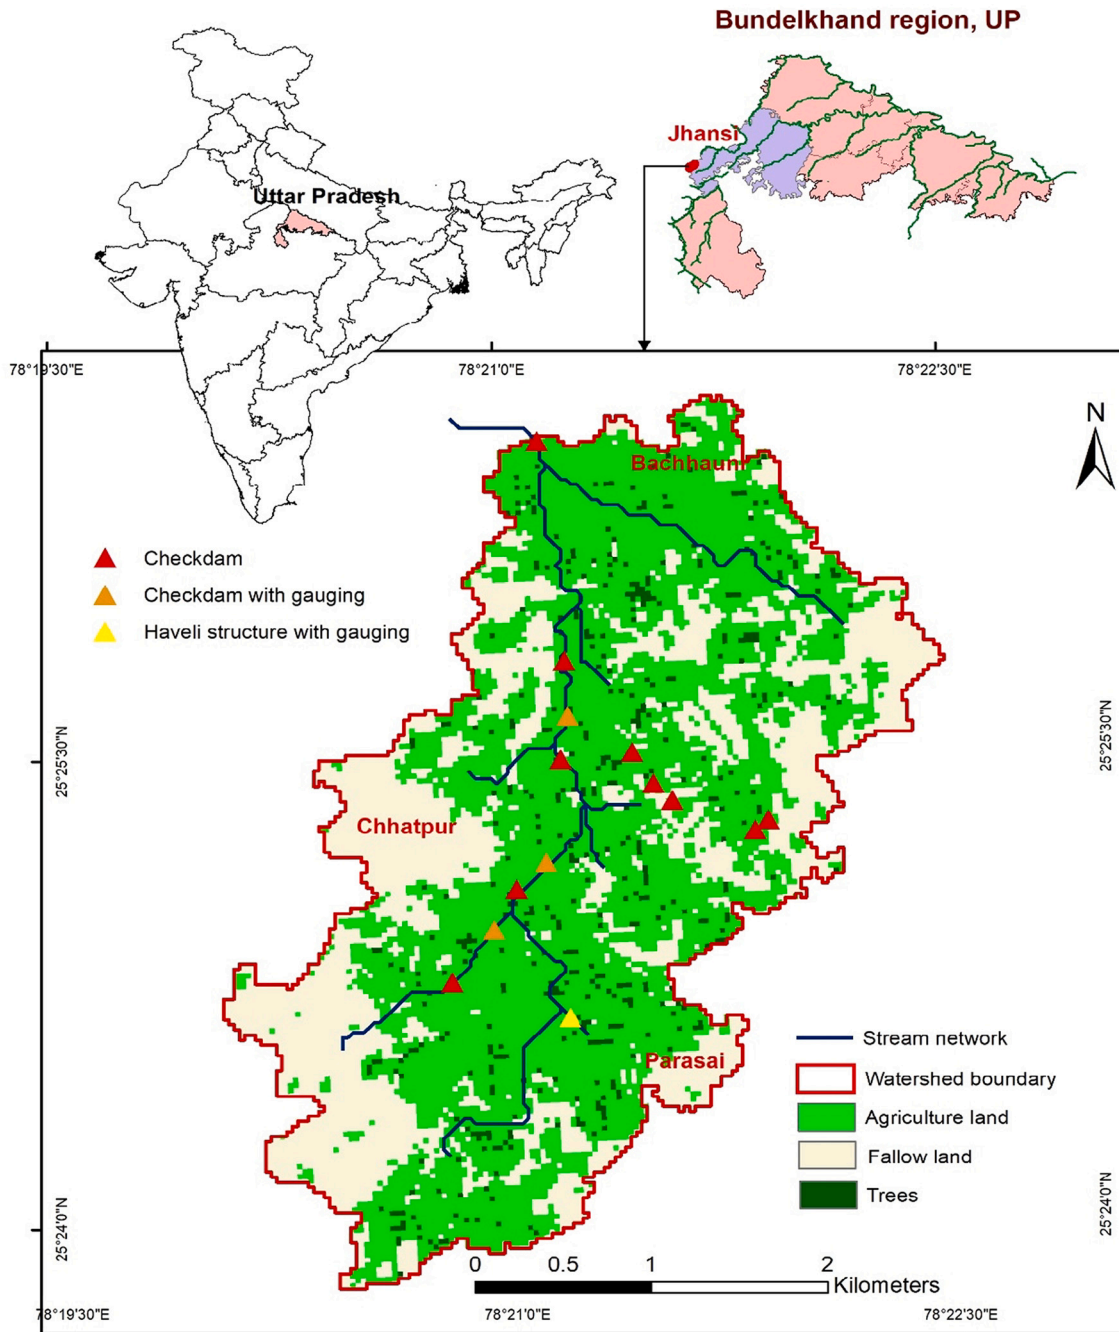 Bundelkhand region, UP
Jhansi
Uttar Pradesh
78°19'30"E
78°21'0"E
78°22'30"E
N
Bachhauni
Checkdam
Checkdam with gauging
Haveli structure with gauging
25°25'30"N
25°25'30"N
Chhatpur
Parasai
Stream network
Watershed boundary
Agriculture land
Fallow land
Trees
25°24'0"N
25°24'0"N
0 0.5 1 2
Kilometers
78°19'30"E
78°21'0"E
78°22'30"E